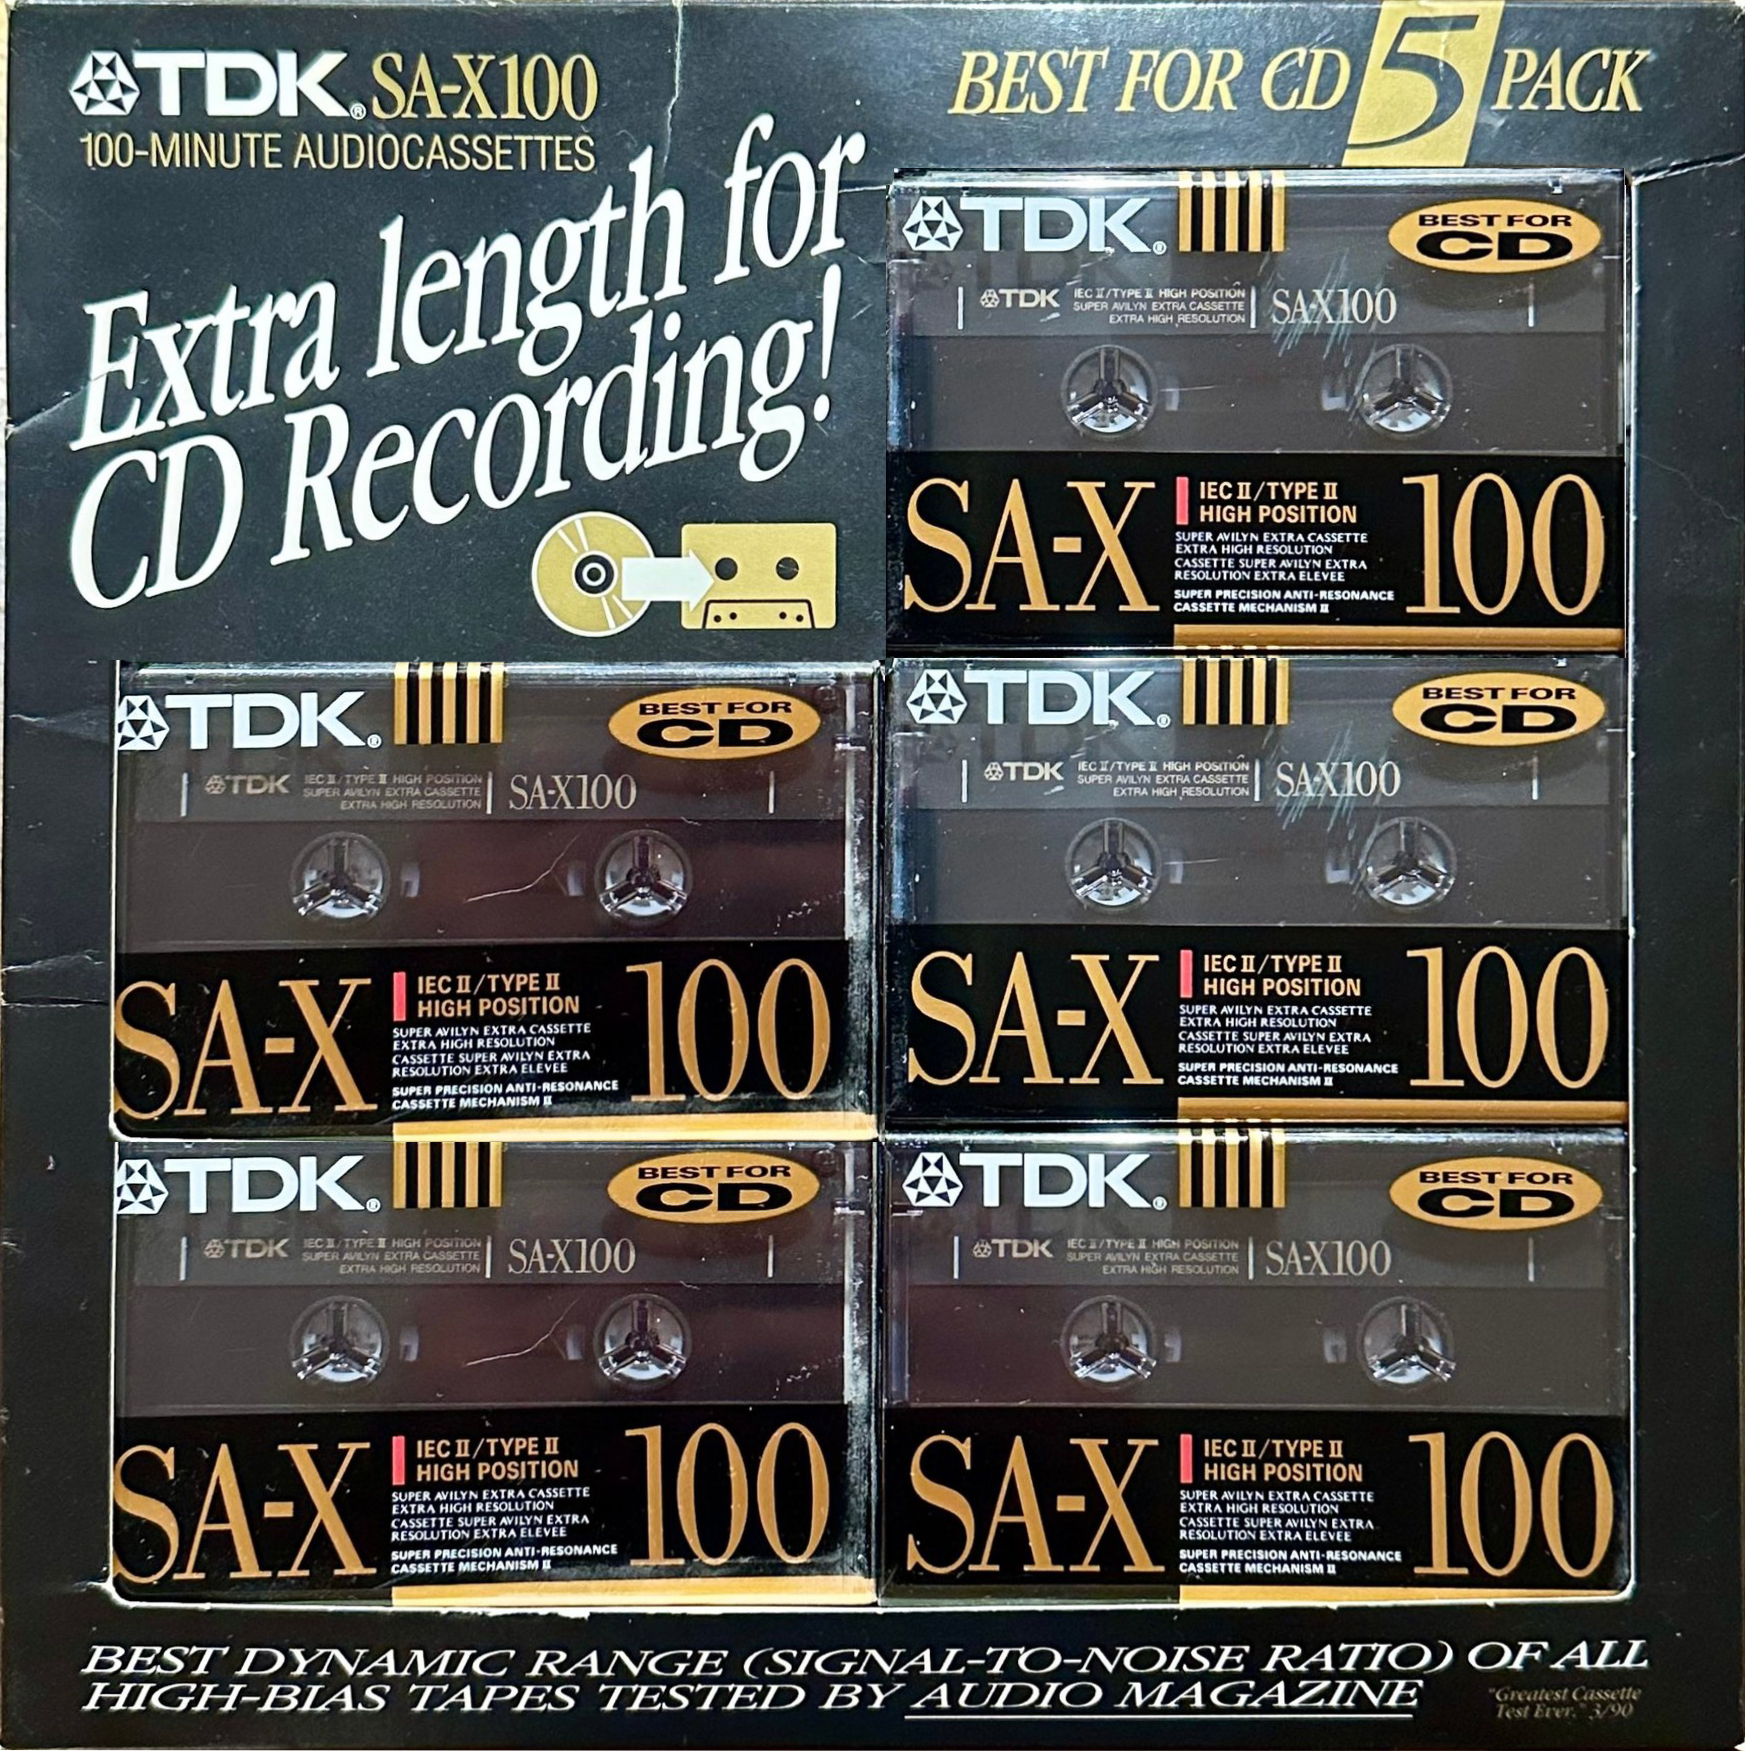 TDK® SA-X100
100-MINUTE AUDIOCASSETTES
BEST FOR CD 5 PACK
Extra length for
CD Recording!
TDK®
BEST FOR
CD
TDK
IEC II/TYPE II HIGH POSITION
SUPER AVILYN EXTRA CASSETTE
EXTRA HIGH RESOLUTION
SA-X100
SA-X
IEC II/TYPE II
HIGH POSITION
SUPER AVILYN EXTRA CASSETTE
EXTRA HIGH RESOLUTION
CASSETTE SUPER AVILYN EXTRA
RESOLUTION EXTRA ELEVEE
SUPER PRECISION ANTI-RESONANCE
CASSETTE MECHANISM II
100
TDK®
BEST FOR
CD
TDK
IEC II/TYPE II HIGH POSITION
SUPER AVILYN EXTRA CASSETTE
EXTRA HIGH RESOLUTION
SA-X100
SA-X
IEC II/TYPE II
HIGH POSITION
SUPER AVILYN EXTRA CASSETTE
EXTRA HIGH RESOLUTION
CASSETTE SUPER AVILYN EXTRA
RESOLUTION EXTRA ELEVEE
SUPER PRECISION ANTI-RESONANCE
CASSETTE MECHANISM II
100
TDK®
BEST FOR
CD
TDK
IEC II/TYPE II HIGH POSITION
SUPER AVILYN EXTRA CASSETTE
EXTRA HIGH RESOLUTION
SA-X100
SA-X
IEC II/TYPE II
HIGH POSITION
SUPER AVILYN EXTRA CASSETTE
EXTRA HIGH RESOLUTION
CASSETTE SUPER AVILYN EXTRA
RESOLUTION EXTRA ELEVEE
SUPER PRECISION ANTI-RESONANCE
CASSETTE MECHANISM II
100
TDK®
BEST FOR
CD
TDK
IEC II/TYPE II HIGH POSITION
SUPER AVILYN EXTRA CASSETTE
EXTRA HIGH RESOLUTION
SA-X100
SA-X
IEC II/TYPE II
HIGH POSITION
SUPER AVILYN EXTRA CASSETTE
EXTRA HIGH RESOLUTION
CASSETTE SUPER AVILYN EXTRA
RESOLUTION EXTRA ELEVEE
SUPER PRECISION ANTI-RESONANCE
CASSETTE MECHANISM II
100
TDK®
BEST FOR
CD
TDK
IEC II/TYPE II HIGH POSITION
SUPER AVILYN EXTRA CASSETTE
EXTRA HIGH RESOLUTION
SA-X100
SA-X
IEC II/TYPE II
HIGH POSITION
SUPER AVILYN EXTRA CASSETTE
EXTRA HIGH RESOLUTION
CASSETTE SUPER AVILYN EXTRA
RESOLUTION EXTRA ELEVEE
SUPER PRECISION ANTI-RESONANCE
CASSETTE MECHANISM II
100
BEST DYNAMIC RANGE (SIGNAL-TO-NOISE RATIO) OF ALL
HIGH-BIAS TAPES TESTED BY AUDIO MAGAZINE
"Greatest Cassette
Test Ever." 3/90